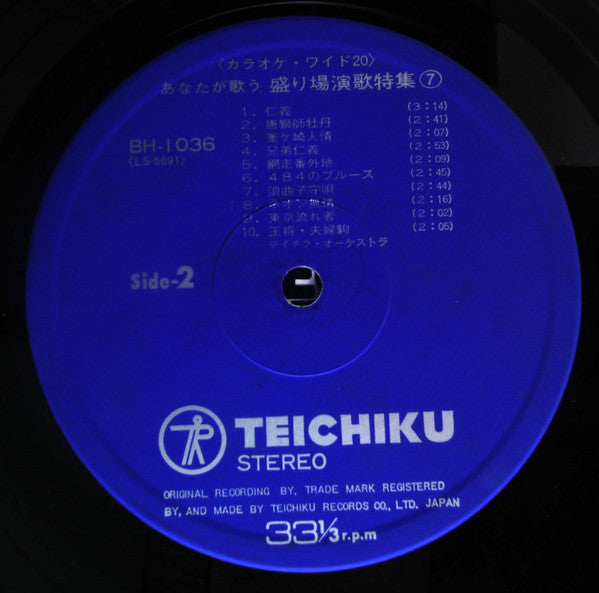 〈カラオケ・ワイド20〉
あなたが歌う 盛り場演歌特集⑦
BH-1036
〈LS-5691〉
1. 仁義 (3:14)
2. 唐獅師牡丹 (2:41)
3. 釜ケ崎人情 (2:07)
4. 兄弟仁義 (2:53)
5. 網走番外地 (2:09)
6. 484のブルース (2:45)
7. 浪曲子守唄 (2:44)
8. ネオン無情 (2:16)
9. 東京流れ者 (2:02)
10. 王将・夫婦駒 (2:05)
テイチク・オーケストラ
Side-2
TEICHIKU
STEREO
ORIGINAL RECORDING BY, TRADE MARK REGISTERED
BY, AND MADE BY TEICHIKU RECORDS CO., LTD. JAPAN
33⅓ r.p.m